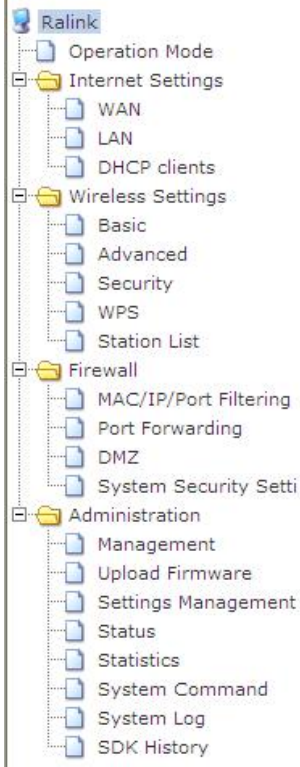 Ralink
Operation Mode
Internet Settings
WAN
LAN
DHCP clients
Wireless Settings
Basic
Advanced
Security
WPS
Station List
Firewall
MAC/IP/Port Filtering
Port Forwarding
DMZ
System Security Setti
Administration
Management
Upload Firmware
Settings Management
Status
Statistics
System Command
System Log
SDK History